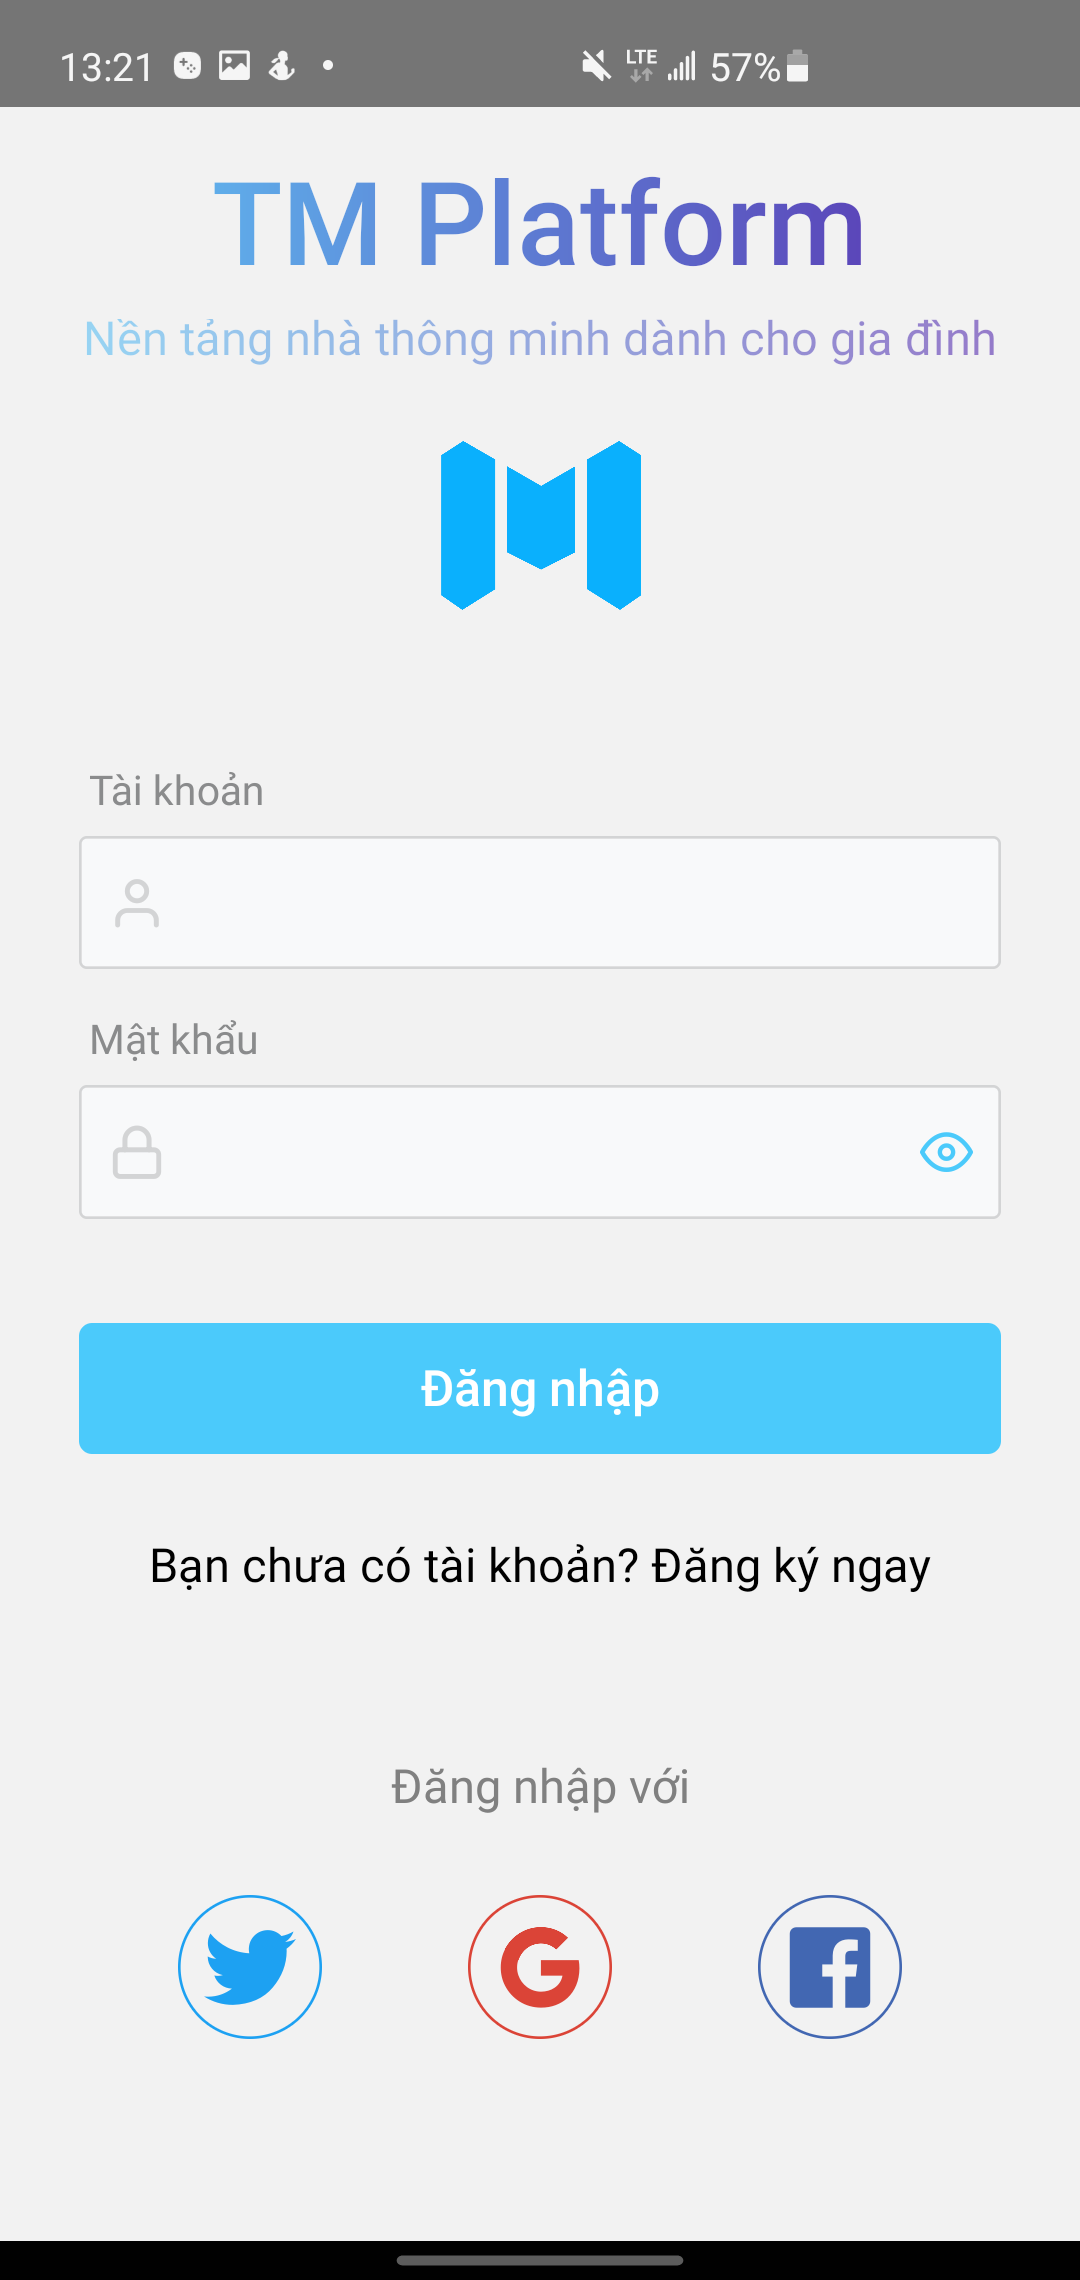 13:21 LTE 57%
TM Platform
Nền tảng nhà thông minh dành cho gia đình
Tài khoản
Mật khẩu
Đăng nhập
Bạn chưa có tài khoản? Đăng ký ngay
Đăng nhập với